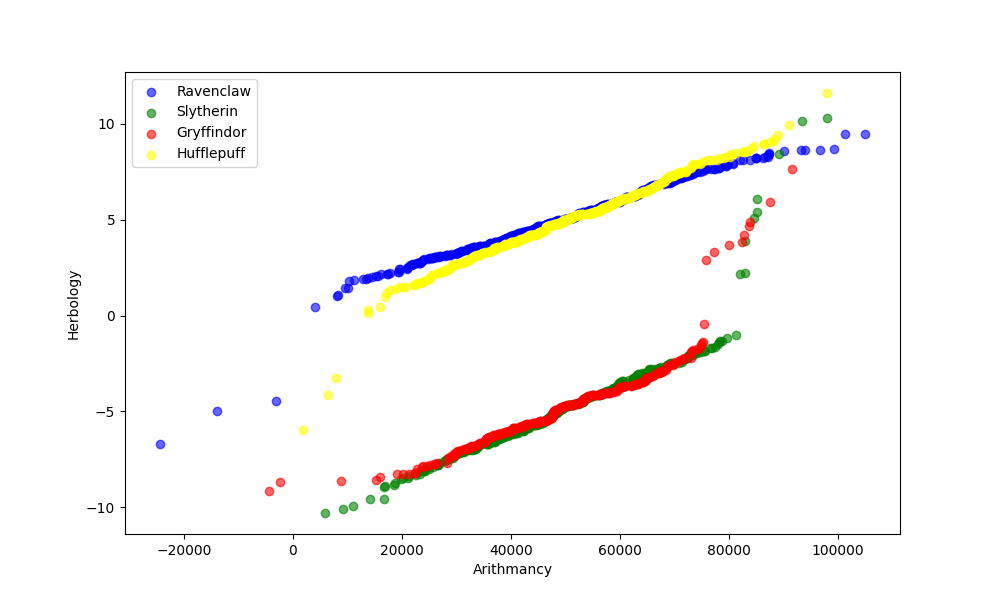 Ravenclaw
Slytherin
Gryffindor
Hufflepuff
10
5
0
−5
−10
Herbology
−20000 0 20000 40000 60000 80000 100000
Arithmancy